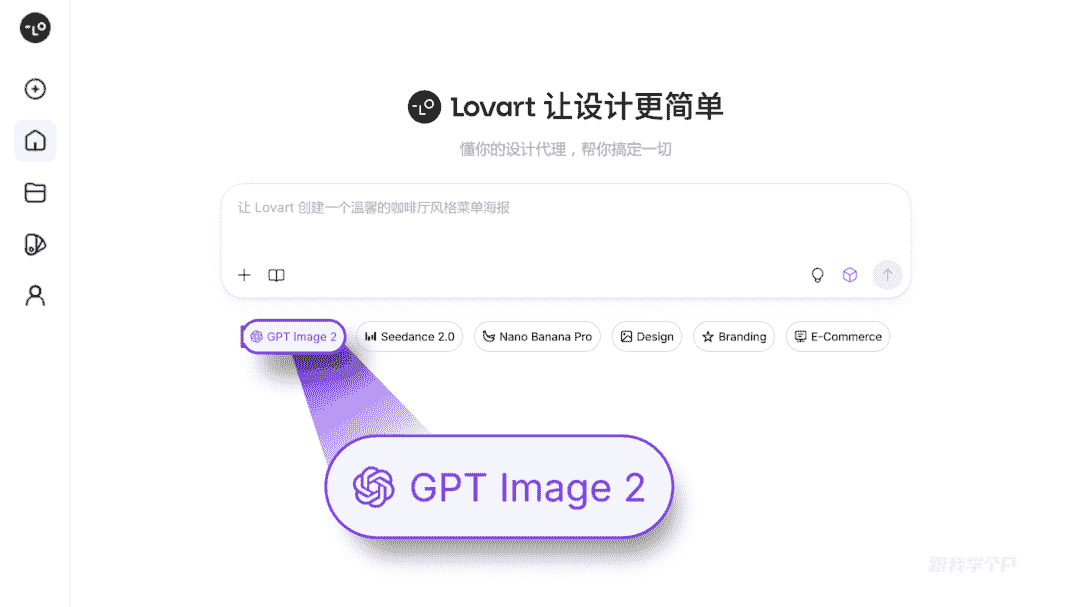 Lovart 让设计更简单
懂你的设计代理，帮你搞定一切
让 Lovart 创建一个温馨的咖啡厅风格菜单海报
GPT Image 2
Seedance 2.0
Nano Banana Pro
Design
Branding
E-Commerce
GPT Image 2
跟我学个P